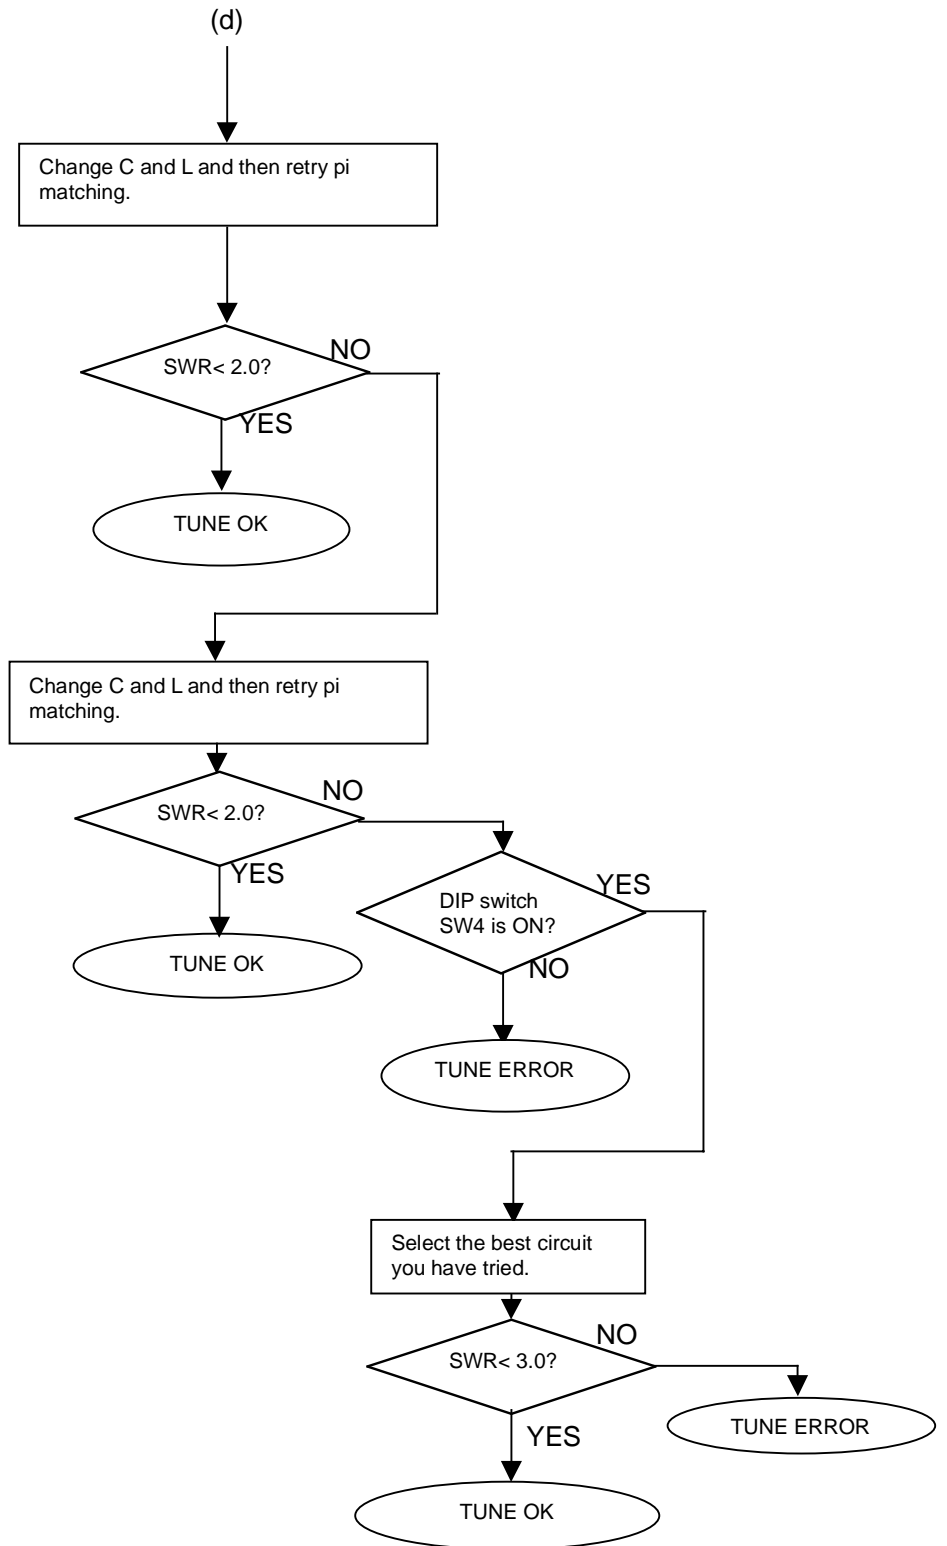 (d)
Change C and L and then retry pi
matching.
SWR< 2.0?
NO
YES
TUNE OK
Change C and L and then retry pi
matching.
SWR< 2.0?
NO
YES
TUNE OK
DIP switch
SW4 is ON?
YES
NO
TUNE ERROR
Select the best circuit
you have tried.
SWR< 3.0?
NO
TUNE ERROR
YES
TUNE OK